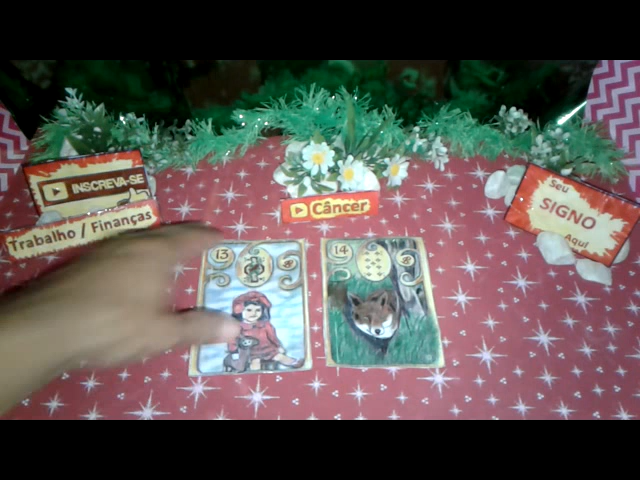 INSCREVA-SE
Trabalho / Finanças
Câncer
Seu
SIGNO
Aqui
13
14